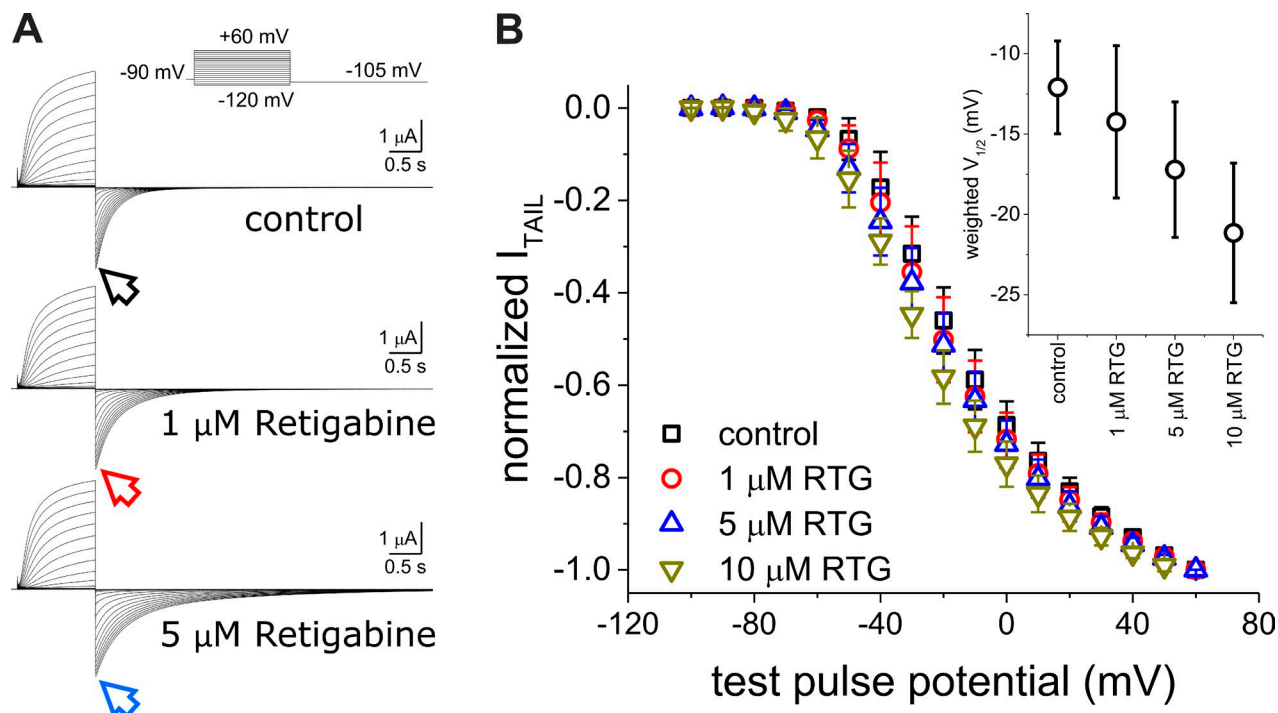 A
+60 mV
-90 mV
-105 mV
-120 mV
1 μA
0.5 s
control
1 μA
0.5 s
1 μM Retigabine
1 μA
0.5 s
5 μM Retigabine
B
normalized I_TAIL
0.0
-0.2
-0.4
-0.6
-0.8
-1.0
control
1 μM RTG
5 μM RTG
10 μM RTG
-120
-80
-40
0
40
80
test pulse potential (mV)
weighted V_1/2 (mV)
-10
-15
-20
-25
control
1 μM RTG
5 μM RTG
10 μM RTG